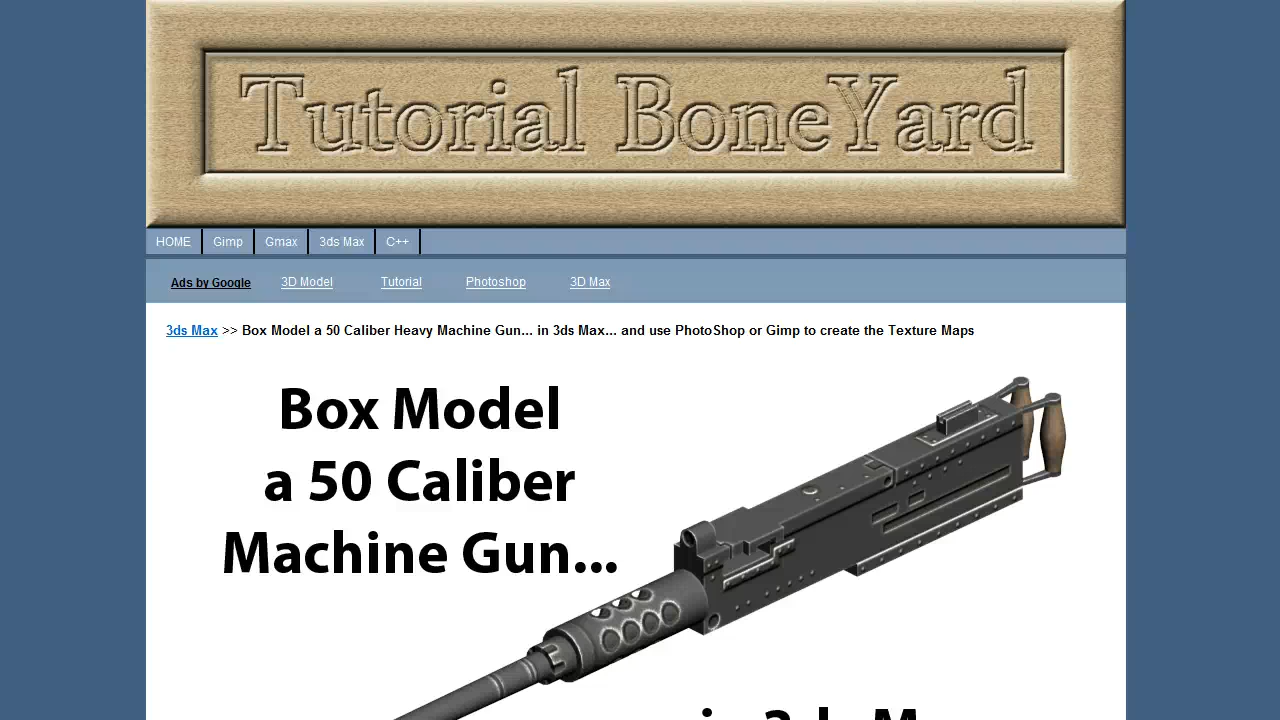 Tutorial BoneYard
HOME Gimp Gmax 3ds Max C++
Ads by Google 3D Model Tutorial Photoshop 3D Max
3ds Max >> Box Model a 50 Caliber Heavy Machine Gun... in 3ds Max... and use PhotoShop or Gimp to create the Texture Maps
Box Model
a 50 Caliber
Machine Gun...